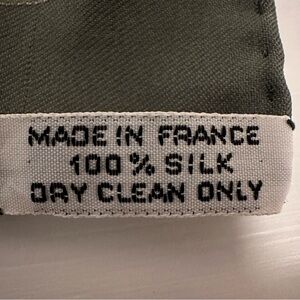 MADE IN FRANCE
100% SILK
DRY CLEAN ONLY